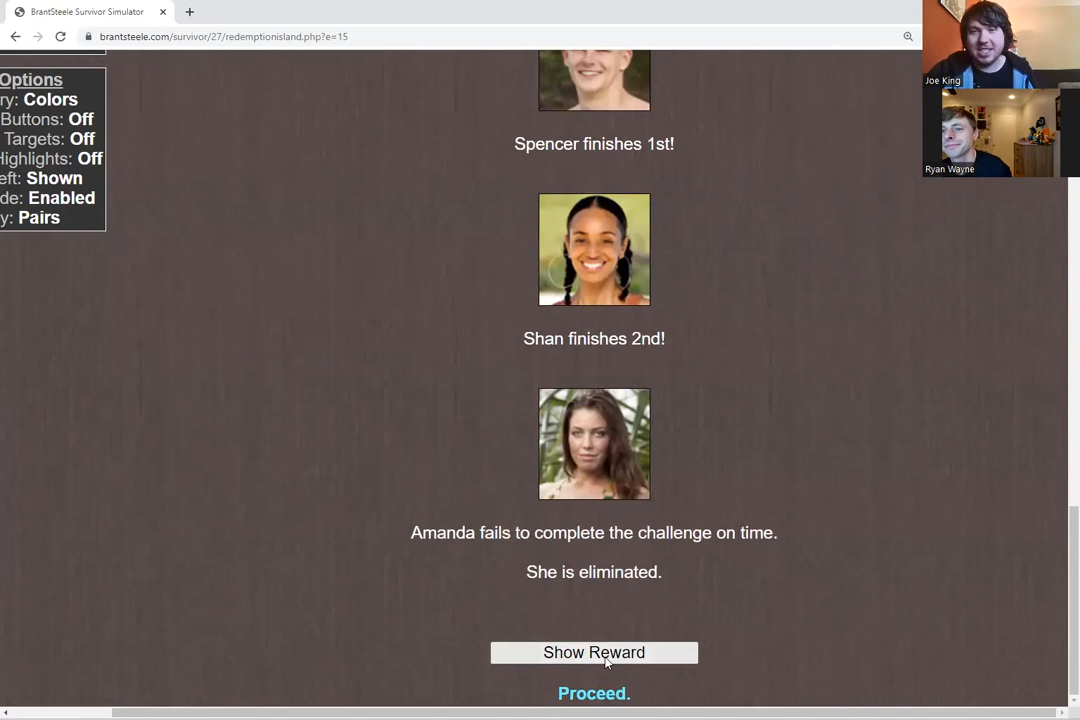 BrantSteele Survivor Simulator
brantsteele.com/survivor/27/redemptionisland.php?e=15
Joe King
Ryan Wayne
Options
ry: Colors
Buttons: Off
Targets: Off
Highlights: Off
eft: Shown
de: Enabled
y: Pairs
Spencer finishes 1st!
Shan finishes 2nd!
Amanda fails to complete the challenge on time.
She is eliminated.
Show Reward
Proceed.